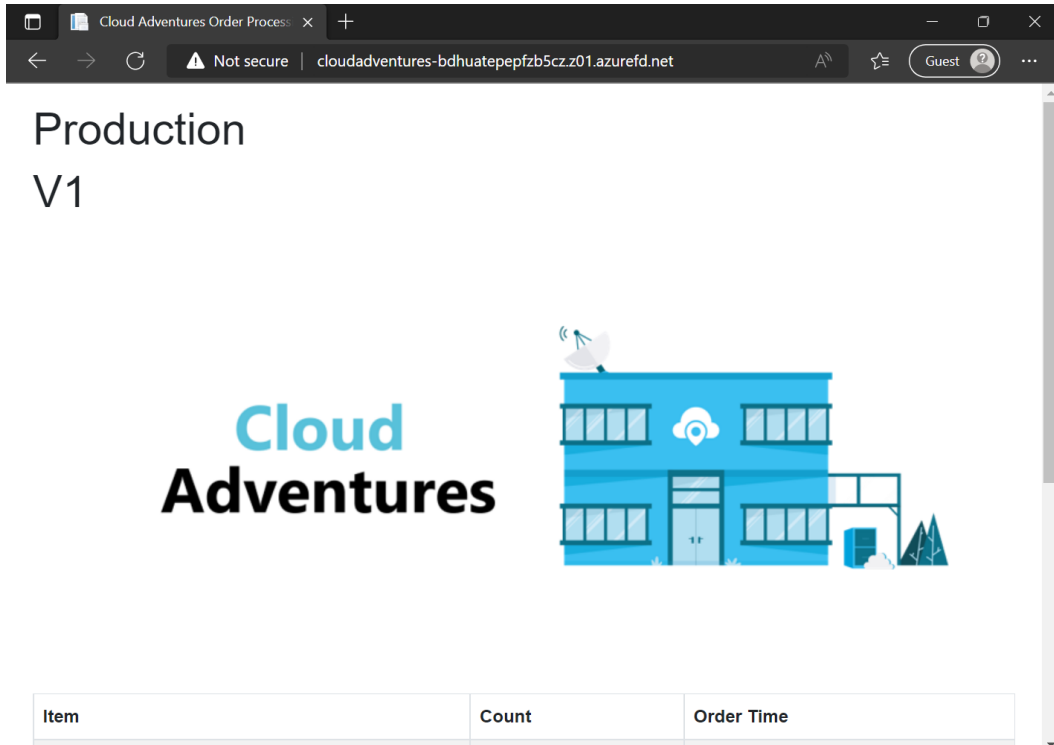 Cloud Adventures Order Process
Not secure | cloudadventures-bdhuatepepfzb5cz.z01.azurefd.net
Guest
Production
V1
Cloud
Adventures
Item Count Order Time